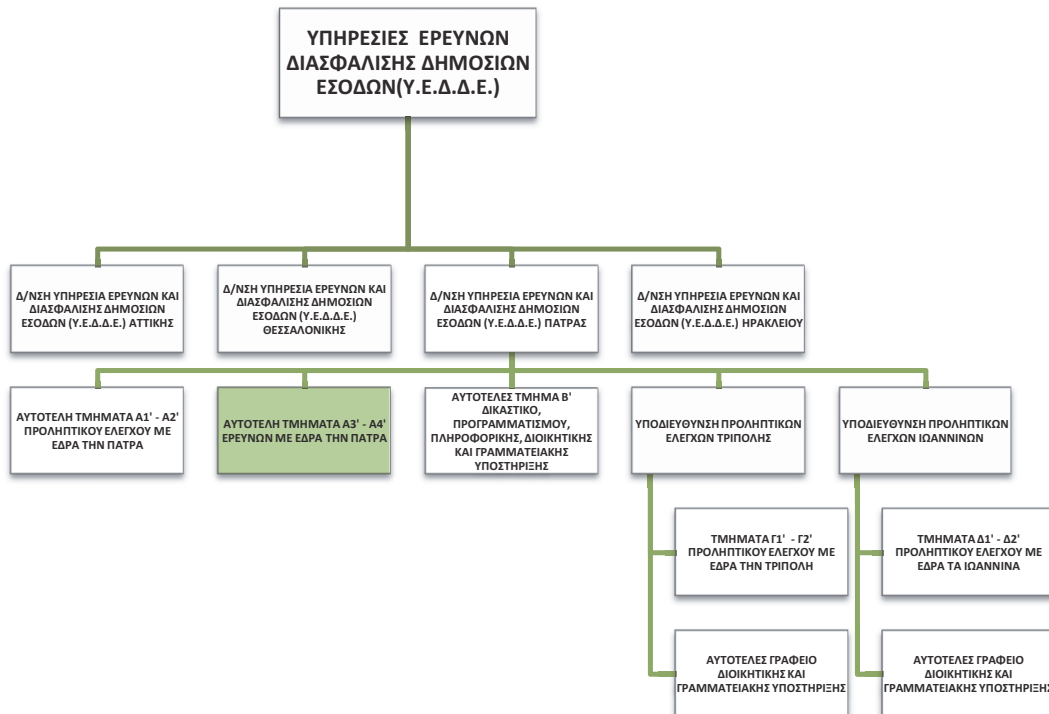 ΥΠΗΡΕΣΙΕΣ ΕΡΕΥΝΩΝ
ΔΙΑΣΦΑΛΙΣΗΣ ΔΗΜΟΣΙΩΝ
ΕΣΟΔΩΝ(Υ.Ε.Δ.Δ.Ε.)
Δ/ΝΣΗ ΥΠΗΡΕΣΙΑ ΕΡΕΥΝΩΝ ΚΑΙ
ΔΙΑΣΦΑΛΙΣΗΣ ΔΗΜΟΣΙΩΝ
ΕΣΟΔΩΝ (Υ.Ε.Δ.Δ.Ε.) ΑΤΤΙΚΗΣ
Δ/ΝΣΗ ΥΠΗΡΕΣΙΑ ΕΡΕΥΝΩΝ ΚΑΙ
ΔΙΑΣΦΑΛΙΣΗΣ ΔΗΜΟΣΙΩΝ
ΕΣΟΔΩΝ (Υ.Ε.Δ.Δ.Ε.)
ΘΕΣΣΑΛΟΝΙΚΗΣ
Δ/ΝΣΗ ΥΠΗΡΕΣΙΑ ΕΡΕΥΝΩΝ ΚΑΙ
ΔΙΑΣΦΑΛΙΣΗΣ ΔΗΜΟΣΙΩΝ
ΕΣΟΔΩΝ (Υ.Ε.Δ.Δ.Ε.) ΠΑΤΡΑΣ
Δ/ΝΣΗ ΥΠΗΡΕΣΙΑ ΕΡΕΥΝΩΝ ΚΑΙ
ΔΙΑΣΦΑΛΙΣΗΣ ΔΗΜΟΣΙΩΝ
ΕΣΟΔΩΝ (Υ.Ε.Δ.Δ.Ε.) ΗΡΑΚΛΕΙΟΥ
ΑΥΤΟΤΕΛΗ ΤΜΗΜΑΤΑ Α1' - Α2'
ΠΡΟΛΗΠΤΙΚΟΥ ΕΛΕΓΧΟΥ ΜΕ
ΕΔΡΑ ΤΗΝ ΠΑΤΡΑ
ΑΥΤΟΤΕΛΗ ΤΜΗΜΑΤΑ Α3' - Α4'
ΕΡΕΥΝΩΝ ΜΕ ΕΔΡΑ ΤΗΝ ΠΑΤΡΑ
ΑΥΤΟΤΕΛΕΣ ΤΜΗΜΑ Β'
ΔΙΚΑΣΤΙΚΟ,
ΠΡΟΓΡΑΜΜΑΤΙΣΜΟΥ,
ΠΛΗΡΟΦΟΡΙΚΗΣ, ΔΙΟΙΚΗΤΙΚΗΣ
ΚΑΙ ΓΡΑΜΜΑΤΕΙΑΚΗΣ
ΥΠΟΣΤΗΡΙΞΗΣ
ΥΠΟΔΙΕΥΘΥΝΣΗ ΠΡΟΛΗΠΤΙΚΩΝ
ΕΛΕΓΧΩΝ ΤΡΙΠΟΛΗΣ
ΥΠΟΔΙΕΥΘΥΝΣΗ ΠΡΟΛΗΠΤΙΚΩΝ
ΕΛΕΓΧΩΝ ΙΩΑΝΝΙΝΩΝ
ΤΜΗΜΑΤΑ Γ1' - Γ2'
ΠΡΟΛΗΠΤΙΚΟΥ ΕΛΕΓΧΟΥ ΜΕ
ΕΔΡΑ ΤΗΝ ΤΡΙΠΟΛΗ
ΤΜΗΜΑΤΑ Δ1' - Δ2'
ΠΡΟΛΗΠΤΙΚΟΥ ΕΛΕΓΧΟΥ ΜΕ
ΕΔΡΑ ΤΑ ΙΩΑΝΝΙΝΑ
ΑΥΤΟΤΕΛΕΣ ΓΡΑΦΕΙΟ
ΔΙΟΙΚΗΤΙΚΗΣ ΚΑΙ
ΓΡΑΜΜΑΤΕΙΑΚΗΣ ΥΠΟΣΤΗΡΙΞΗΣ
ΑΥΤΟΤΕΛΕΣ ΓΡΑΦΕΙΟ
ΔΙΟΙΚΗΤΙΚΗΣ ΚΑΙ
ΓΡΑΜΜΑΤΕΙΑΚΗΣ ΥΠΟΣΤΗΡΙΞΗΣ